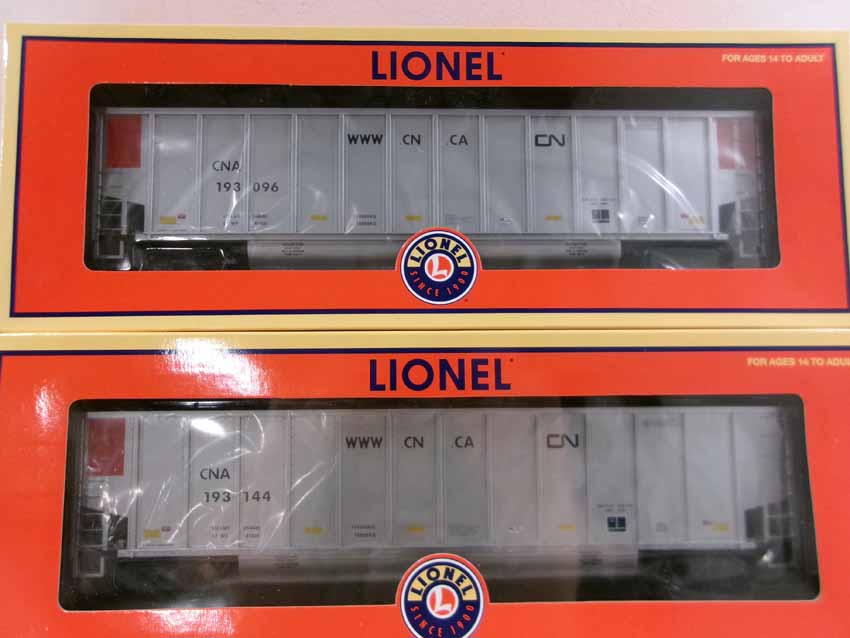 LIONEL
FOR AGES 14 TO ADULT
WWW CN CA CN
CNA
193 096
LIONEL
L
SINCE 1900
LIONEL
FOR AGES 14 TO ADUL
WWW CN CA CN
CNA
193 144
LIONEL
L
SINCE 1900